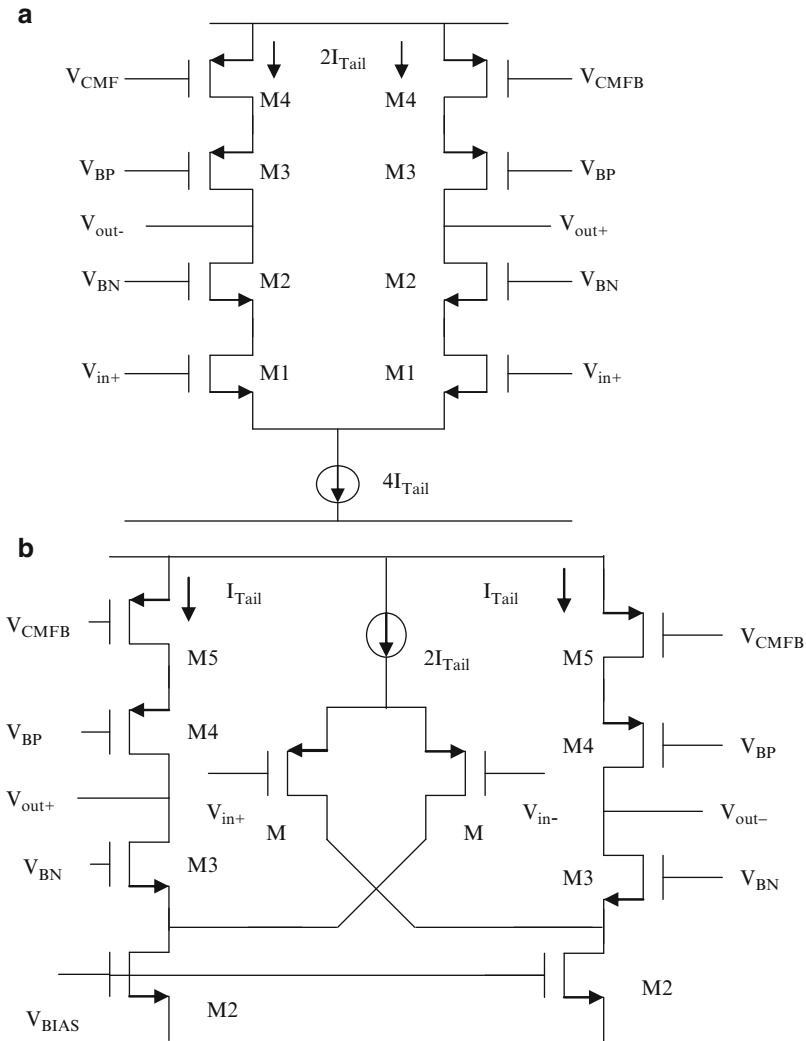 a
2I_Tail
V_CMF M4 M4 V_CMFB
V_BP M3 M3 V_BP
V_out- V_out+
V_BN M2 M2 V_BN
V_in+ M1 M1 V_in+
4I_Tail
b
I_Tail I_Tail
V_CMFB V_CMFB
M5 2I_Tail M5
V_BP M4 M4 V_BP
V_out+ V_in+ V_in- V_out–
M M
V_BN M3 M3 V_BN
V_BIAS M2 M2